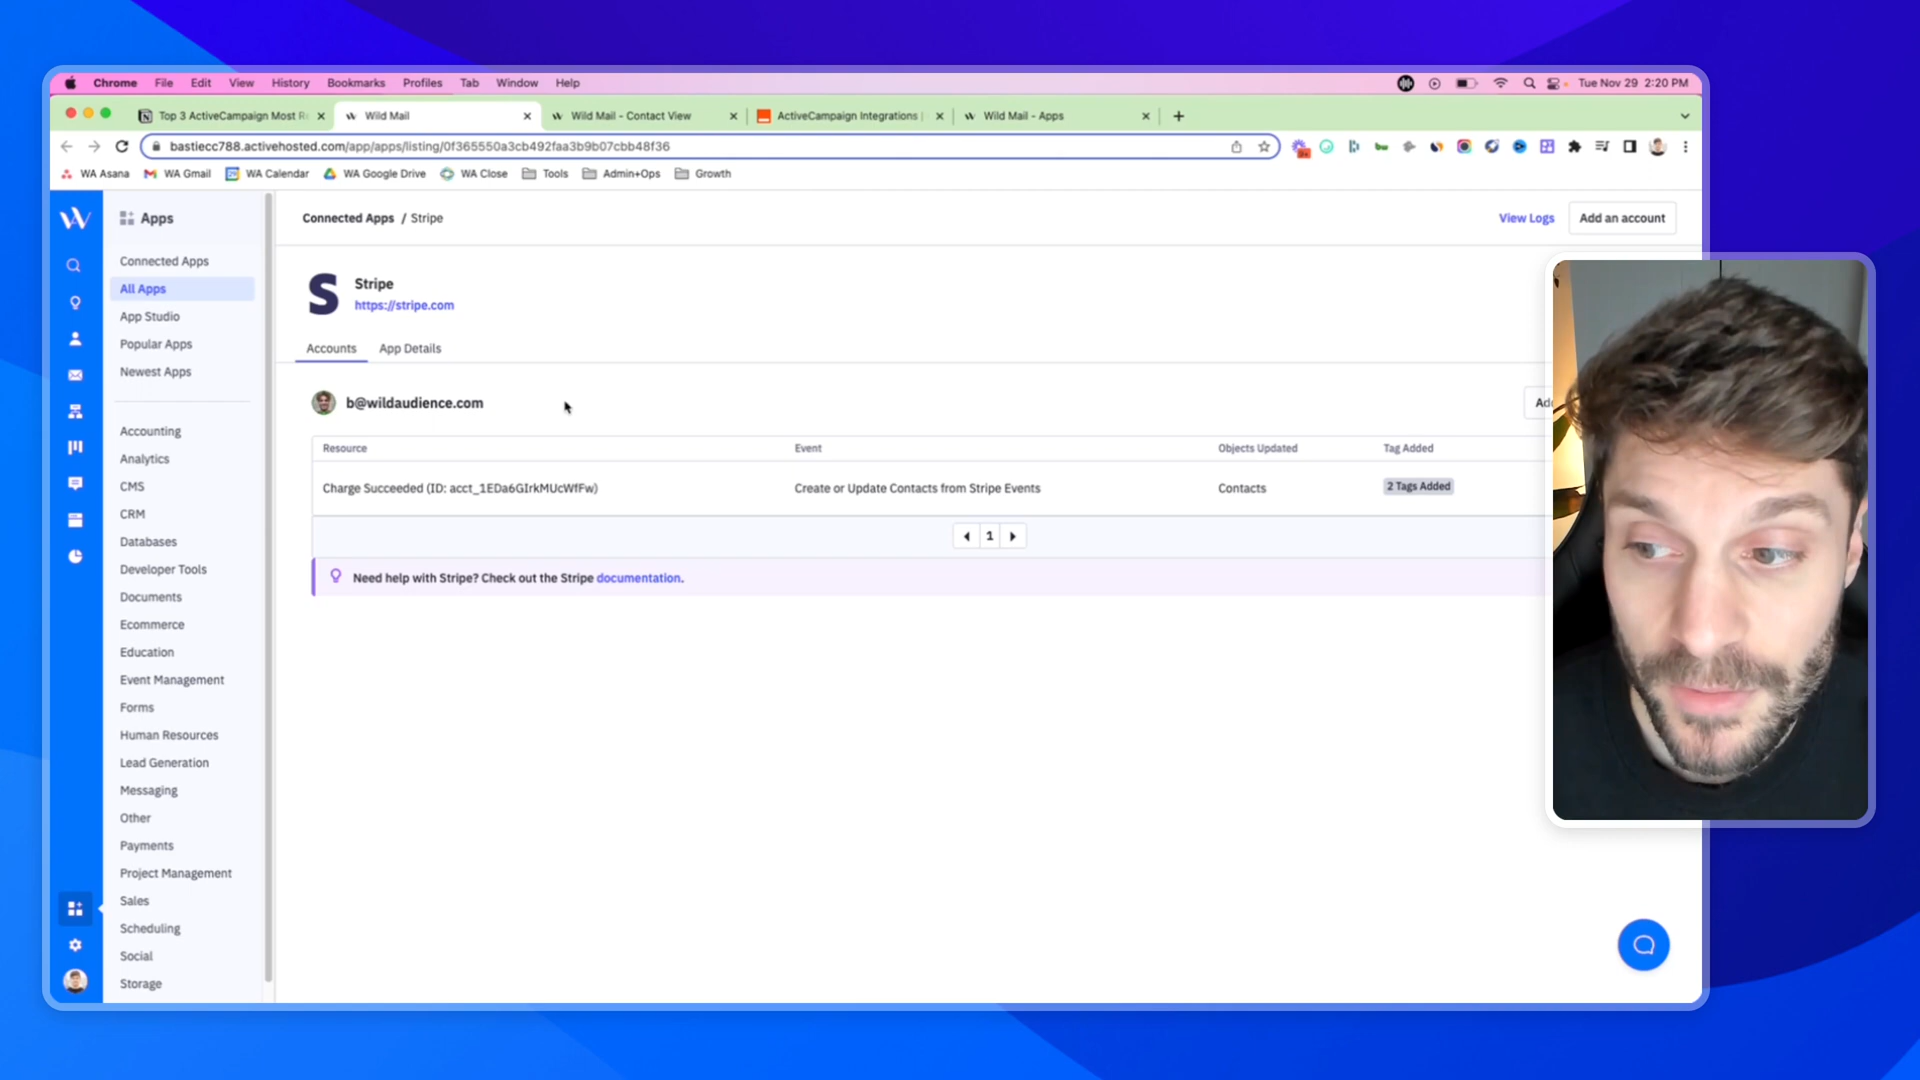 Chrome File Edit View History Bookmarks Profiles Tab Window Help Tue Nov 29 2:20 PM
Top 3 ActiveCampaign Most R Wild Mail Wild Mail - Contact View ActiveCampaign Integrations | Wild Mail - Apps
bastiecc788.activehosted.com/app/apps/listing/0f365550a3cb492faa3b9b07cbb48f36
WA Asana WA Gmail WA Calendar WA Google Drive WA Close Tools Admin+Ops Growth
Apps
Connected Apps
All Apps
App Studio
Popular Apps
Newest Apps
Accounting
Analytics
CMS
CRM
Databases
Developer Tools
Documents
Ecommerce
Education
Event Management
Forms
Human Resources
Lead Generation
Messaging
Other
Payments
Project Management
Sales
Scheduling
Social
Storage
Connected Apps / Stripe
View Logs Add an account
S
Stripe
https://stripe.com
Accounts App Details
b@wildaudience.com
Resource Event Objects Updated Tag Added
Charge Succeeded (ID: acct_1EDa6GIrkMUcWfFw) Create or Update Contacts from Stripe Events Contacts 2 Tags Added
1
Need help with Stripe? Check out the Stripe documentation.